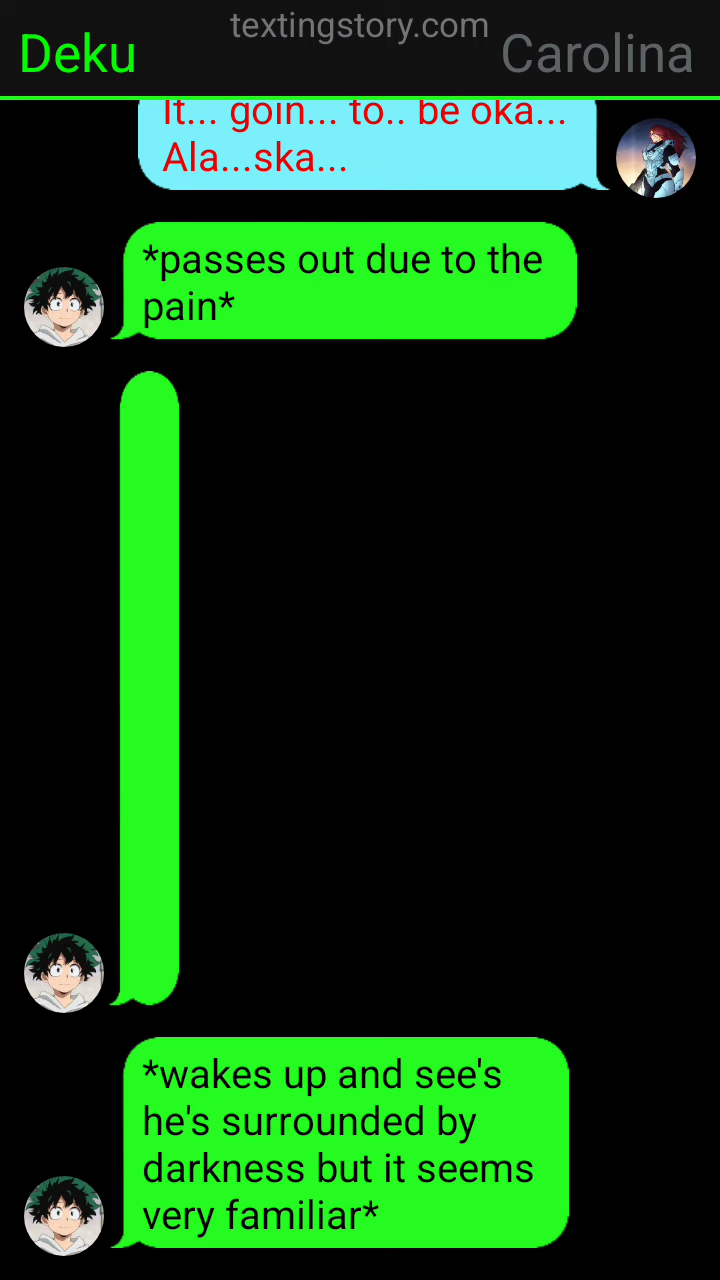 textingstory.com
Deku
Carolina
It... goin... to.. be oka...
Ala...ska...
*passes out due to the
pain*
*wakes up and see's
he's surrounded by
darkness but it seems
very familiar*